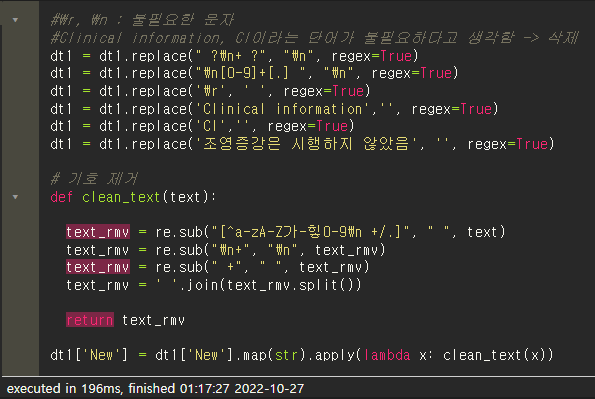 #₩r, ₩n : 불필요한 문자
#Clinical information, CI이라는 단어가 불필요하다고 생각함 -> 삭제
dt1 = dt1.replace(" ?₩n+ ?", "₩n", regex=True)
dt1 = dt1.replace("₩n[0-9]+[.] ", "₩n", regex=True)
dt1 = dt1.replace('₩r', ' ', regex=True)
dt1 = dt1.replace('Clinical information','', regex=True)
dt1 = dt1.replace('CI','', regex=True)
dt1 = dt1.replace('조영증강은 시행하지 않았음', '', regex=True)
# 기호 제거
def clean_text(text):
text_rmv = re.sub("[^a-zA-Z가-힣0-9₩n +/.]", " ", text)
text_rmv = re.sub("₩n+", "₩n", text_rmv)
text_rmv = re.sub(" +", " ", text_rmv)
text_rmv = ' '.join(text_rmv.split())
return text_rmv
dt1['New'] = dt1['New'].map(str).apply(lambda x: clean_text(x))
executed in 196ms, finished 01:17:27 2022-10-27